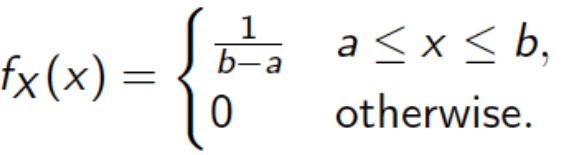 f_X(x) = { 1/(b−a)   a ≤ x ≤ b,
0   otherwise.